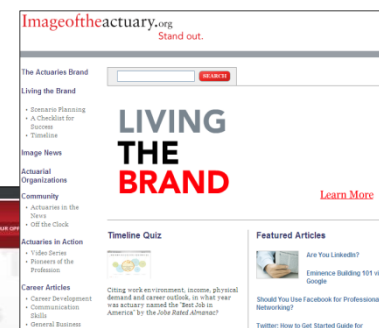 Imageoftheactuary.org
Stand out.
The Actuaries Brand
SEARCH
Living the Brand
Scenario Planning
A Checklist for
Success
Timeline
Image News
Actuarial
Organizations
Community
Actuaries in the
News
Off the Clock
Actuaries in Action
Video Series
Pioneers of the
Profession
Career Articles
Career Development
Communication
Skills
General Business
LIVING
THE
BRAND
Learn More
Timeline Quiz
Citing work environment, income, physical
demand and career outlook, in what year
was actuary named the "Best Job in
America" by the Jobs Rated Almanac?
Featured Articles
Are You LinkedIn?
Eminence Building 101 vi
Google
Should You Use Facebook for Professiona
Networking?
Twitter: How to Get Started Guide for
UR OFF